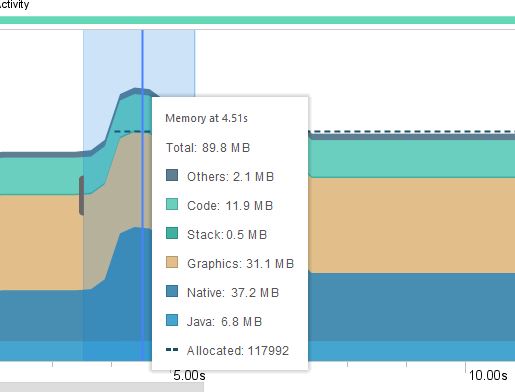 ctivity
Memory at 4.51s
Total: 89.8 MB
Others: 2.1 MB
Code: 11.9 MB
Stack: 0.5 MB
Graphics: 31.1 MB
Native: 37.2 MB
Java: 6.8 MB
Allocated: 117992
5.00s
10.00s